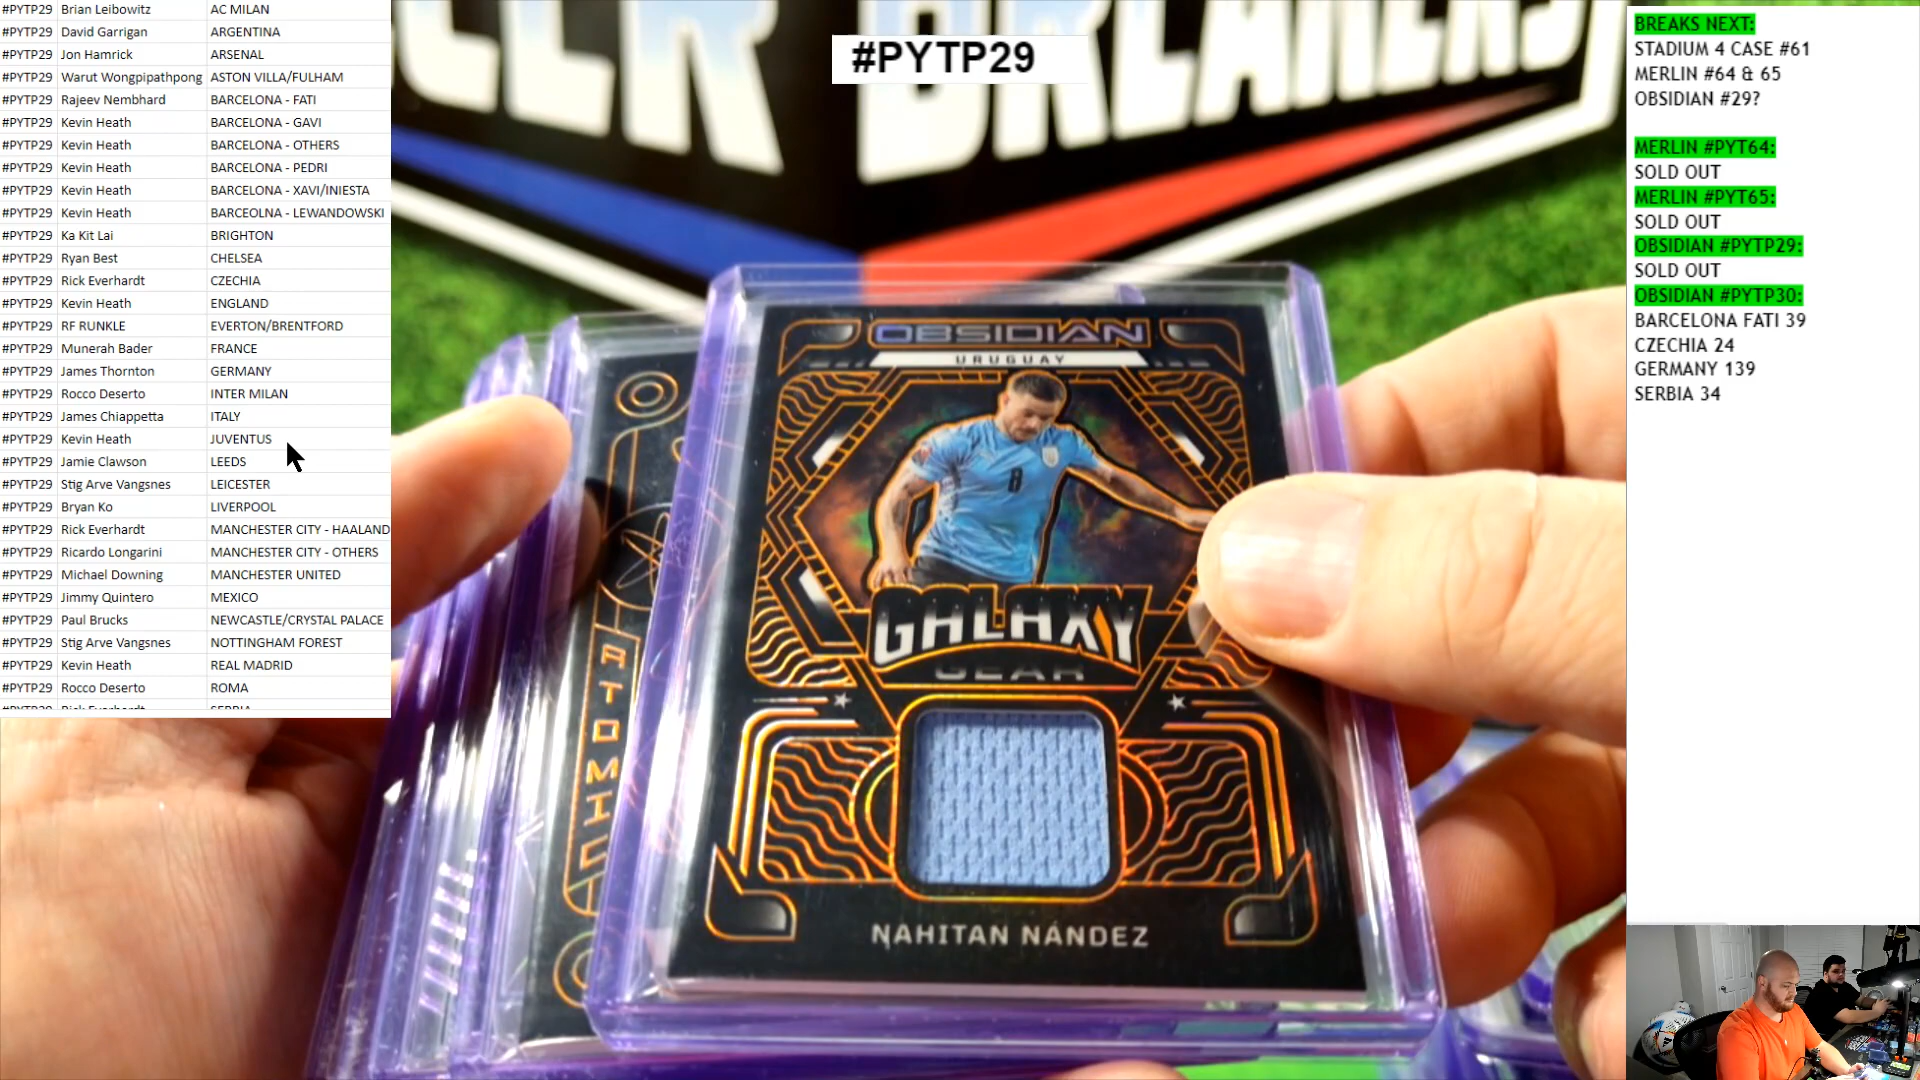 #PYTP29 Brian Leibowitz AC MILAN
#PYTP29 David Garrigan ARGENTINA
#PYTP29 Jon Hamrick ARSENAL
#PYTP29 Warut Wongpipathpong ASTON VILLA/FULHAM
#PYTP29 Rajeev Nembhard BARCELONA - FATI
#PYTP29 Kevin Heath BARCELONA - GAVI
#PYTP29 Kevin Heath BARCELONA - OTHERS
#PYTP29 Kevin Heath BARCELONA - PEDRI
#PYTP29 Kevin Heath BARCELONA - XAVI/INIESTA
#PYTP29 Kevin Heath BARCEOLNA - LEWANDOWSKI
#PYTP29 Ka Kit Lai BRIGHTON
#PYTP29 Ryan Best CHELSEA
#PYTP29 Rick Everhardt CZECHIA
#PYTP29 Kevin Heath ENGLAND
#PYTP29 RF RUNKLE EVERTON/BRENTFORD
#PYTP29 Munerah Bader FRANCE
#PYTP29 James Thornton GERMANY
#PYTP29 Rocco Deserto INTER MILAN
#PYTP29 James Chiappetta ITALY
#PYTP29 Kevin Heath JUVENTUS
#PYTP29 Jamie Clawson LEEDS
#PYTP29 Stig Arve Vangsnes LEICESTER
#PYTP29 Bryan Ko LIVERPOOL
#PYTP29 Rick Everhardt MANCHESTER CITY - HAALAND
#PYTP29 Ricardo Longarini MANCHESTER CITY - OTHERS
#PYTP29 Michael Downing MANCHESTER UNITED
#PYTP29 Jimmy Quintero MEXICO
#PYTP29 Paul Brucks NEWCASTLE/CRYSTAL PALACE
#PYTP29 Stig Arve Vangsnes NOTTINGHAM FOREST
#PYTP29 Kevin Heath REAL MADRID
#PYTP29 Rocco Deserto ROMA
#PYTP29 Rick Everhardt SERBIA
#PYTP29
BREAKERS
OBSIDIAN
URUGUAY
8
GALAXY
GEAR
NAHITAN NÁNDEZ
ATOMIC
BREAKS NEXT:
STADIUM 4 CASE #61
MERLIN #64 & 65
OBSIDIAN #29?
MERLIN #PYT64:
SOLD OUT
MERLIN #PYT65:
SOLD OUT
OBSIDIAN #PYTP29:
SOLD OUT
OBSIDIAN #PYTP30:
BARCELONA FATI 39
CZECHIA 24
GERMANY 139
SERBIA 34